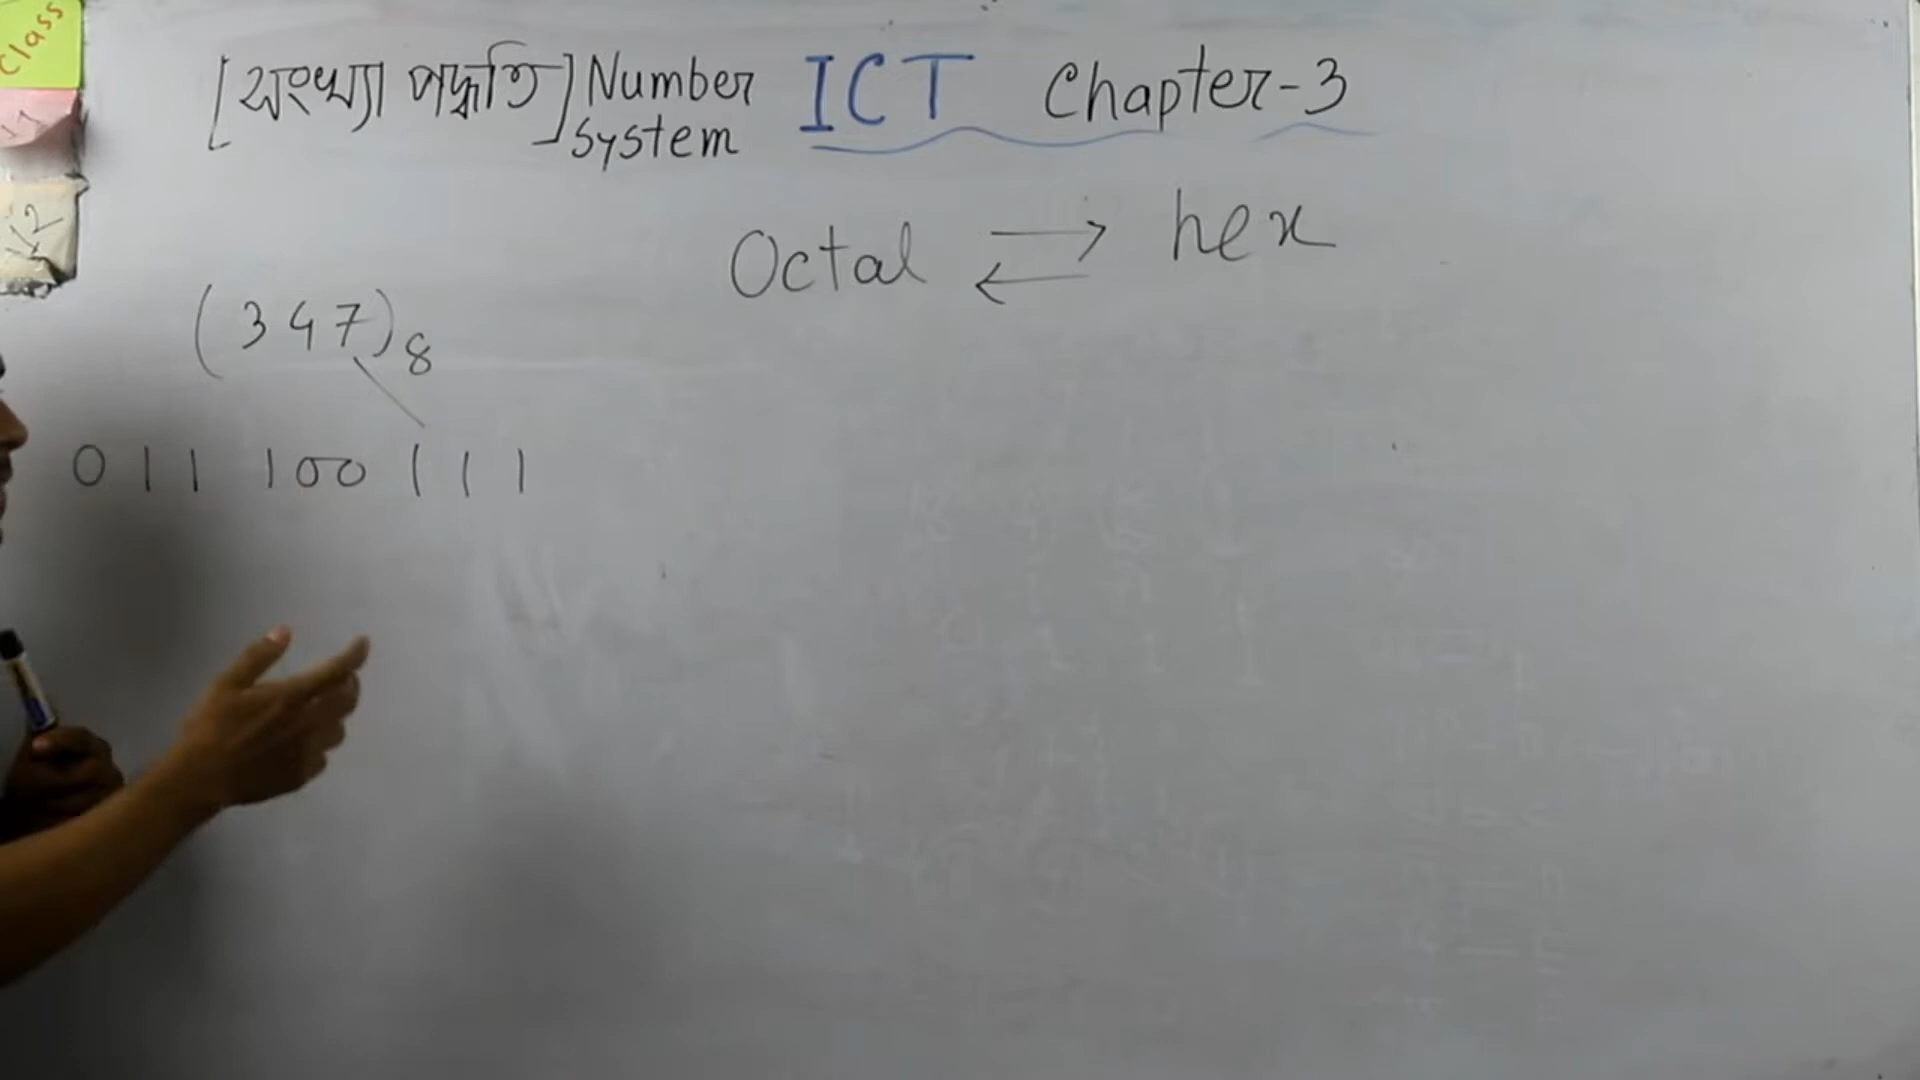 Class
[সংখ্যা পদ্ধতি] Number System ICT Chapter-3
Octal ⇄ hex
(347)8
011 100 111